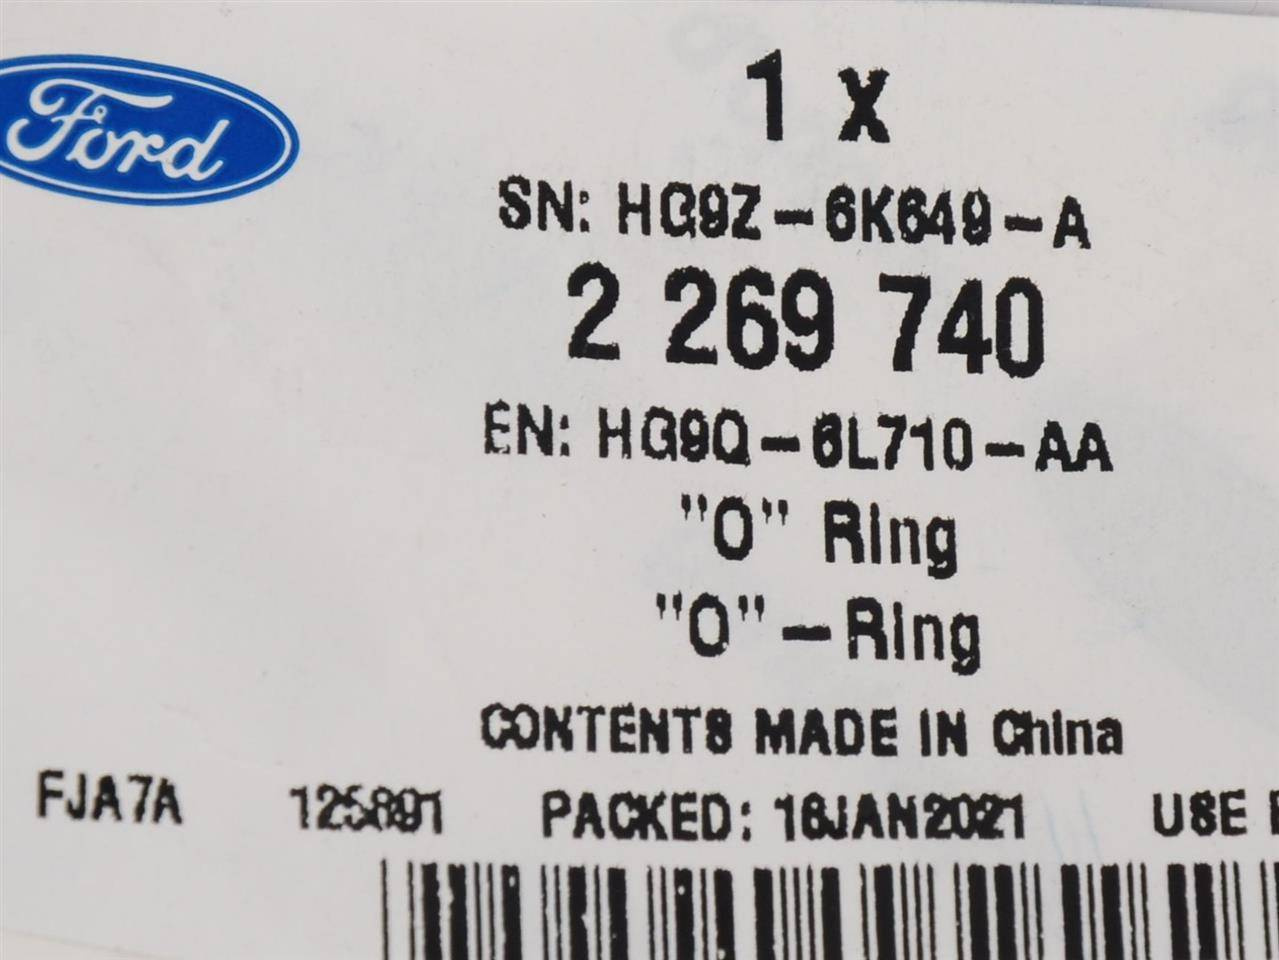 Ford
1 x
SN: HG9Z-6K649-A
2 269 740
EN: HG9Q-6L710-AA
"O" Ring
"O"-Ring
CONTENTS MADE IN China
FJA7A 125891 PACKED: 16JAN2021 USE